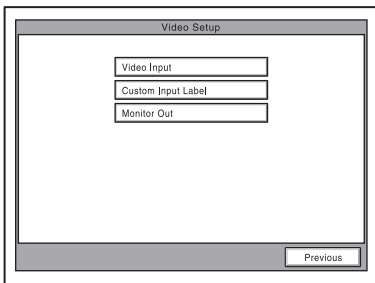 Video Setup
Video Input
Custom Input Label
Monitor Out
Previous